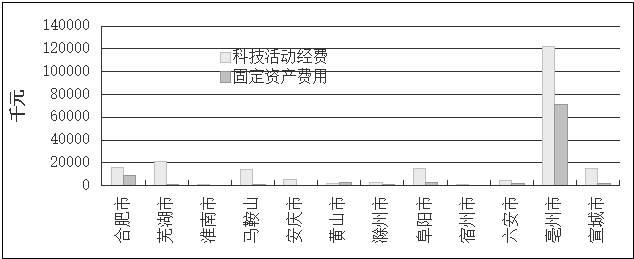 140000
120000
100000
80000
60000
40000
20000
0
千元
科技活动经费
固定资产费用
合肥市
芜湖市
淮南市
马鞍山
安庆市
黄山市
滁州市
阜阳市
宿州市
六安市
亳州市
宣城市